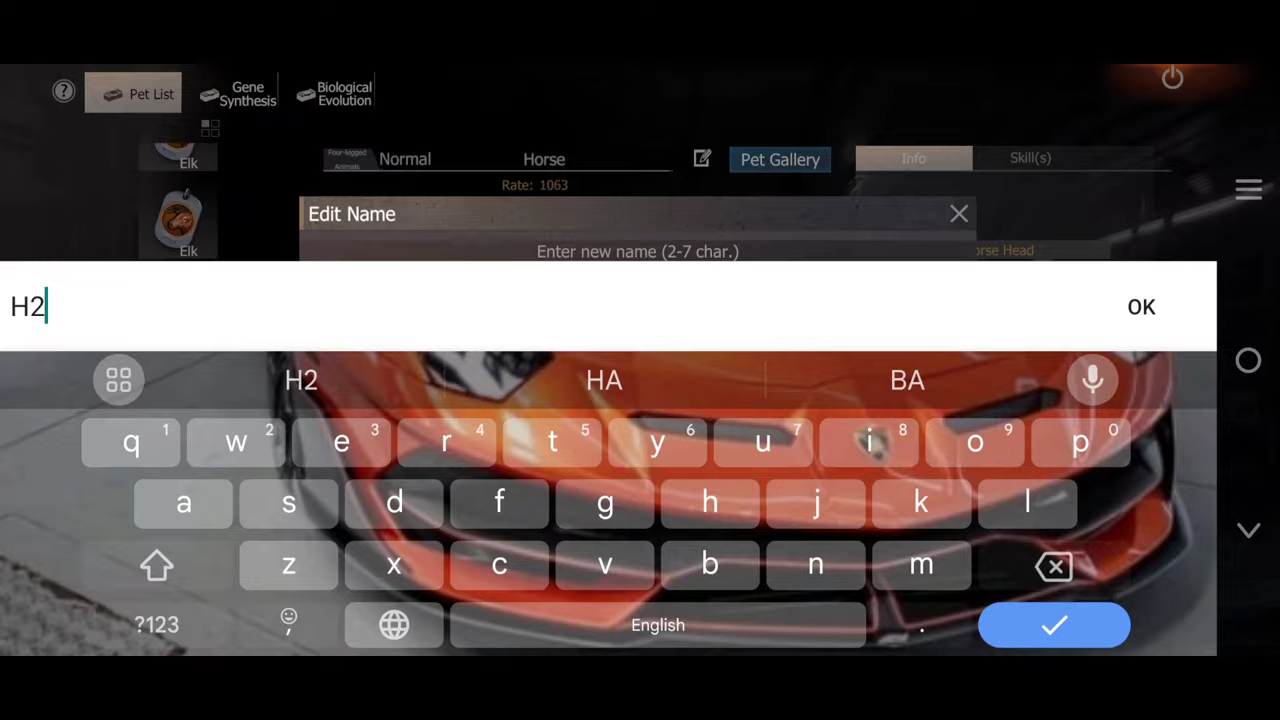 ?
Pet List
Gene
Synthesis
Biological
Evolution
Elk
Four-legged
Animals
Normal
Horse
Pet Gallery
Info
Skill(s)
Rate: 1063
Edit Name
Enter new name (2-7 char.)
orse Head
Elk
H2
OK
H2
HA
BA
q 1 w 2 e 3 r 4 t 5 y 6 u 7 i 8 o 9 p 0
a s d f g h j k l
z x c v b n m
?123
,
English
.